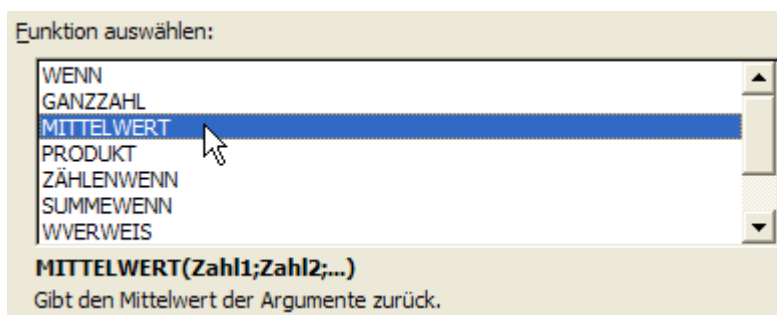 Funktion auswählen:
WENN
GANZZAHL
MITTELWERT
PRODUKT
ZÄHLENWENN
SUMMEWENN
WVERWEIS
MITTELWERT(Zahl1;Zahl2;...)
Gibt den Mittelwert der Argumente zurück.